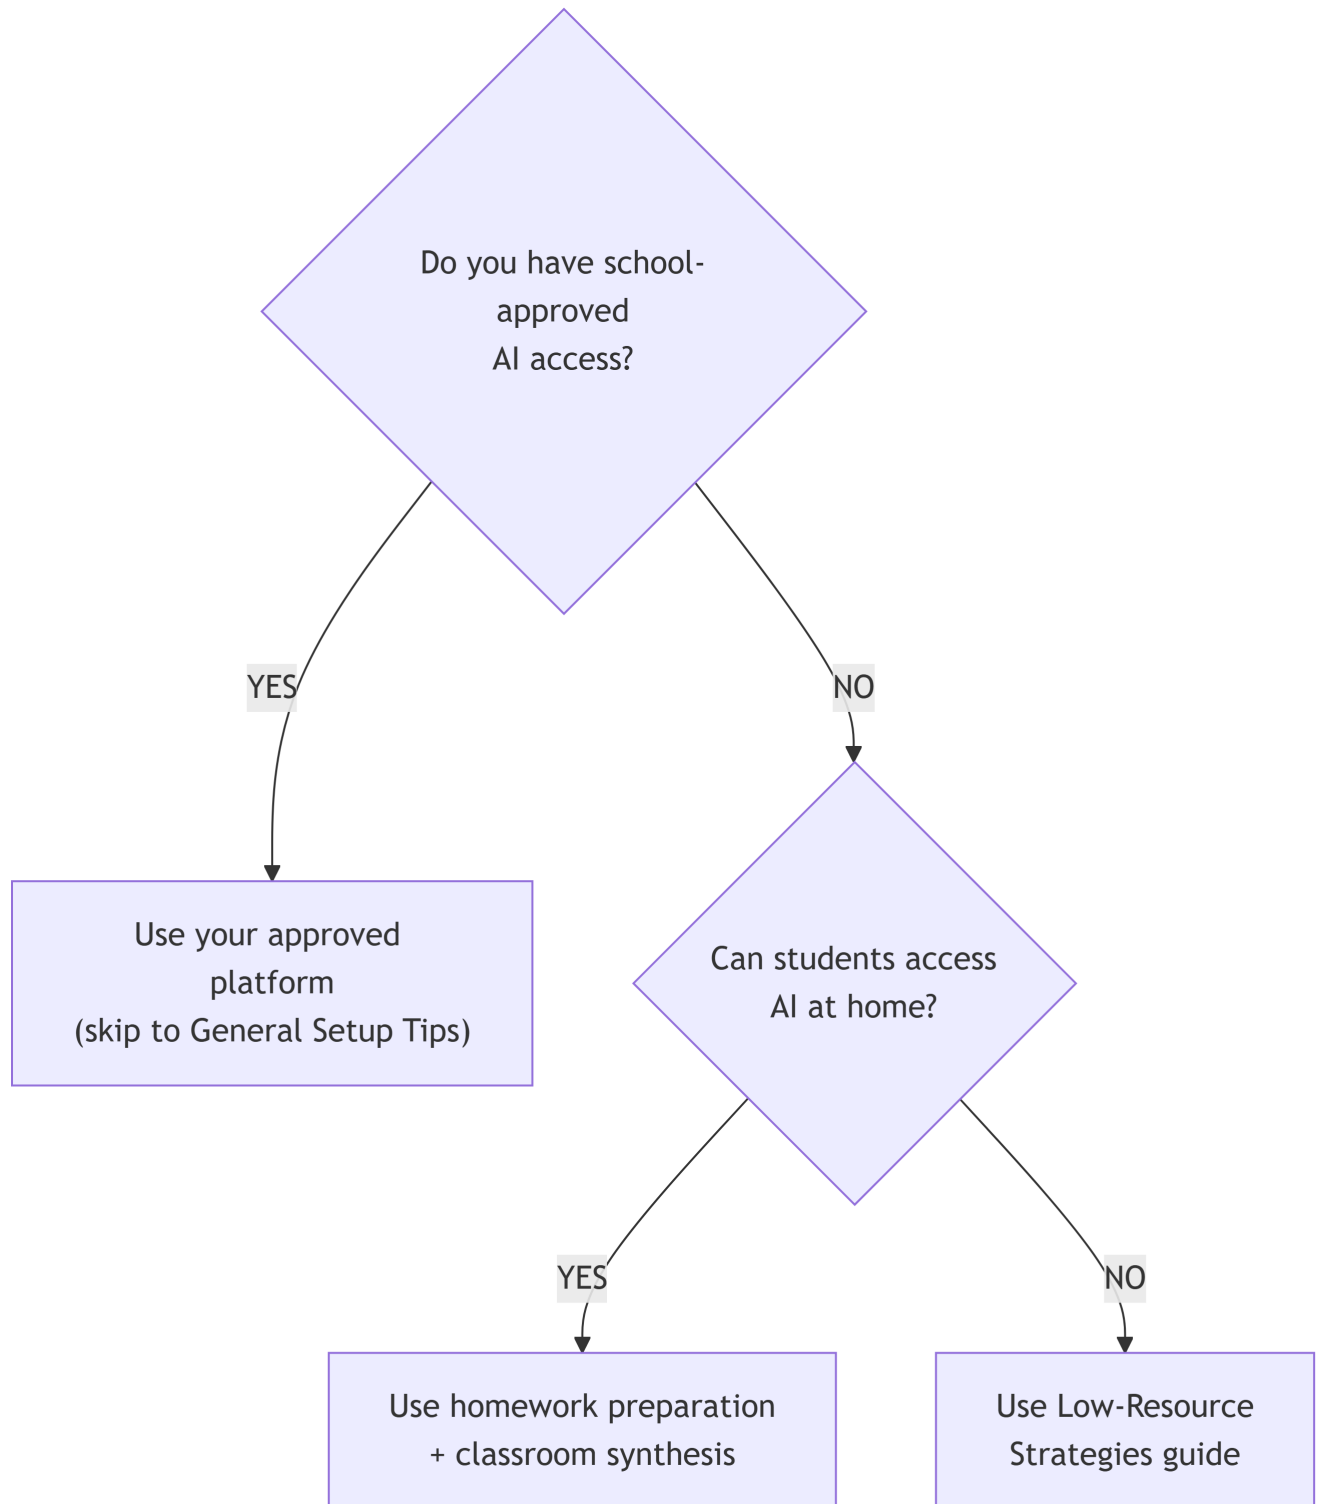 Do you have school-
approved
AI access?
YES
NO
Use your approved
platform
(skip to General Setup Tips)
Can students access
AI at home?
YES
NO
Use homework preparation
+ classroom synthesis
Use Low-Resource
Strategies guide